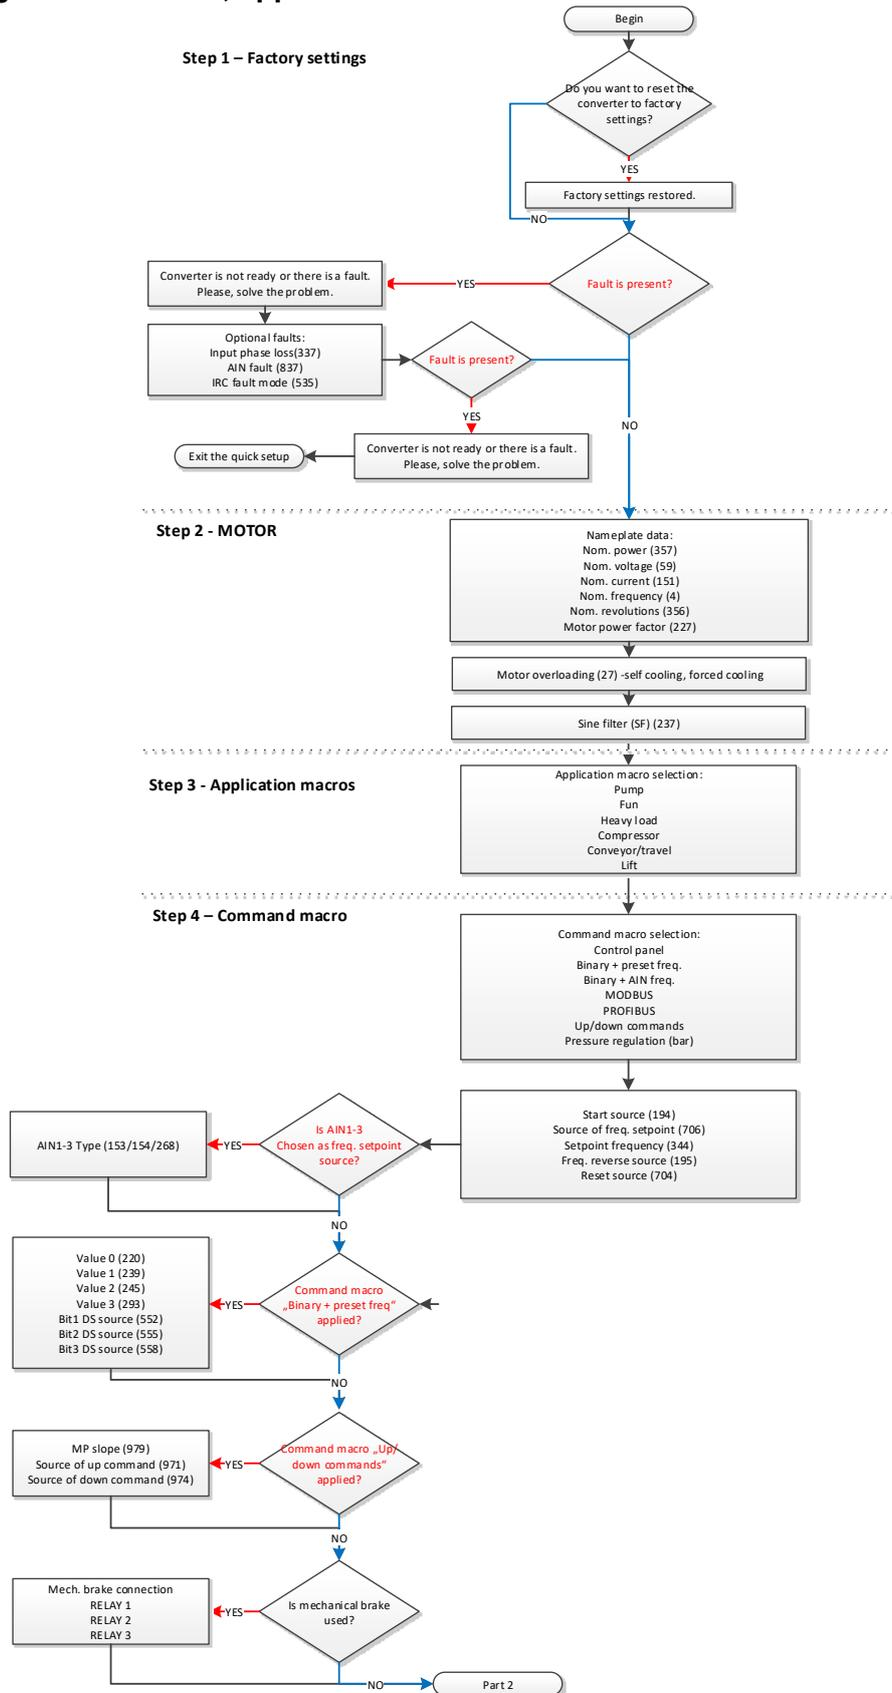 Begin
Step 1 – Factory settings
Do you want to reset the
converter to factory
settings?
YES
Factory settings restored.
NO
Converter is not ready or there is a fault.
Please, solve the problem.
YES
Fault is present?
Optional faults:
Input phase loss(337)
AIN fault (837)
IRC fault mode (535)
Fault is present?
YES
NO
Exit the quick setup
Converter is not ready or there is a fault.
Please, solve the problem.
Step 2 - MOTOR
Nameplate data:
Nom. power (357)
Nom. voltage (59)
Nom. current (151)
Nom. frequency (4)
Nom. revolutions (356)
Motor power factor (227)
Motor overloading (27) -self cooling, forced cooling
Sine filter (SF) (237)
Step 3 - Application macros
Application macro selection:
Pump
Fun
Heavy load
Compressor
Conveyor/travel
Lift
Step 4 – Command macro
Command macro selection:
Control panel
Binary + preset freq.
Binary + AIN freq.
MODBUS
PROFIBUS
Up/down commands
Pressure regulation (bar)
Start source (194)
Source of freq. setpoint (706)
Setpoint frequency (344)
Freq. reverse source (195)
Reset source (704)
Is AIN1-3
Chosen as freq. setpoint
source?
YES
AIN1-3 Type (153/154/268)
NO
Value 0 (220)
Value 1 (239)
Value 2 (245)
Value 3 (293)
Bit1 DS source (552)
Bit2 DS source (555)
Bit3 DS source (558)
YES
Command macro
„Binary + preset freq“
applied?
NO
MP slope (979)
Source of up command (971)
Source of down command (974)
YES
Command macro „Up/
down commands“
applied?
NO
Mech. brake connection
RELAY 1
RELAY 2
RELAY 3
YES
Is mechanical brake
used?
NO
Part 2